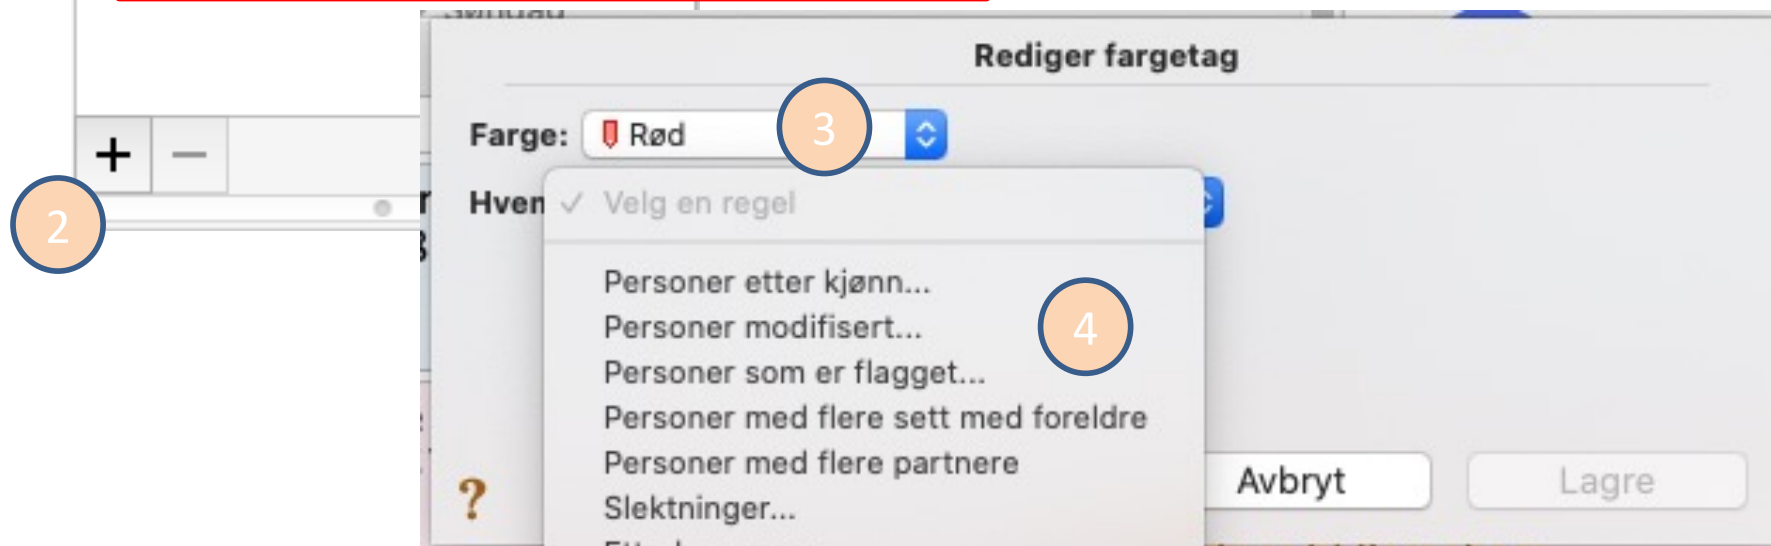 Rediger fargetag
Farge: Rød
3
+ −
2
Hven
✓ Velg en regel
Personer etter kjønn...
4
Personer modifisert...
Personer som er flagget...
Personer med flere sett med foreldre
Personer med flere partnere
Avbryt
Lagre
?
Slektninger...